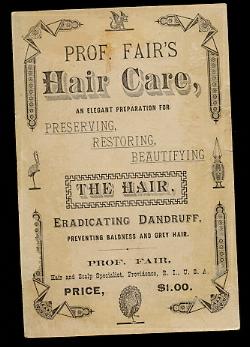 PROF. FAIR'S
Hair Care,
AN ELEGANT PREPARATION FOR
PRESERVING,
RESTORING,
BEAUTIFYING
THE HAIR,
ERADICATING DANDRUFF,
PREVENTING BALDNESS AND GREY HAIR.
PROF. FAIR,
Hair and Scalp Specialist, Providence, R. I., U. S. A.
PRICE, $1.00.